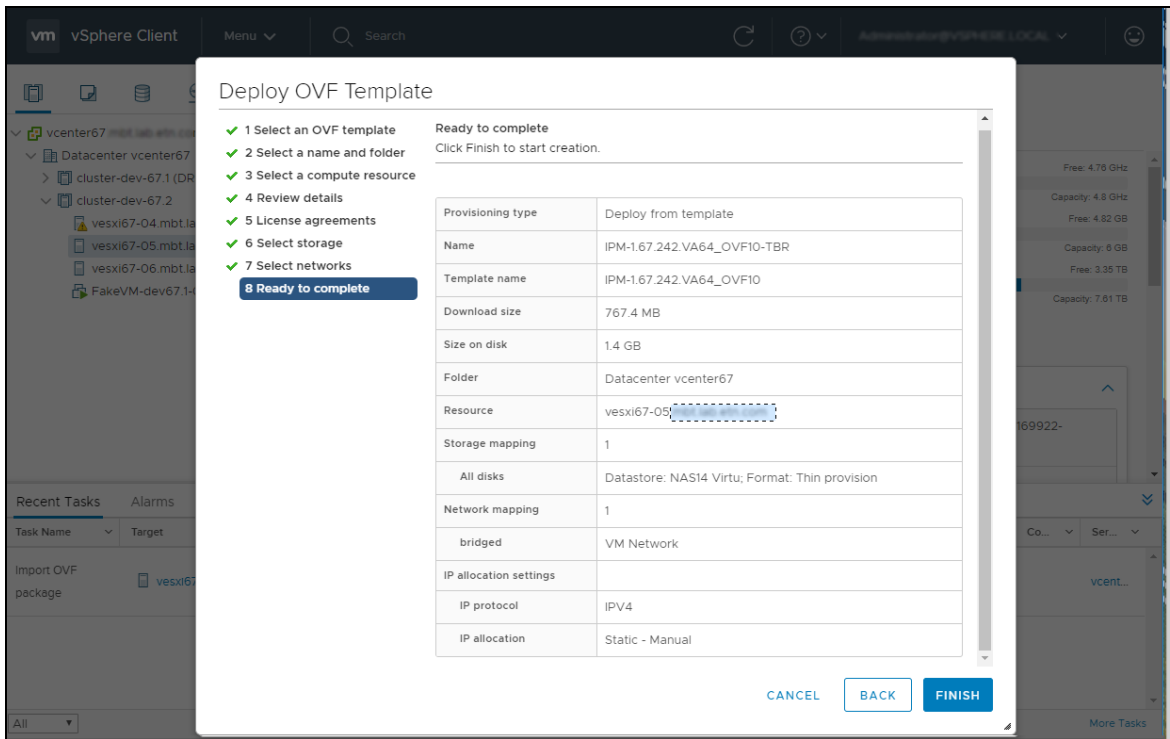 vm vSphere Client Menu Search
vcenter67
Datacenter vcenter67
cluster-dev-67.1 (DR
cluster-dev-67.2
vesxi67-04.mbt.la
vesxi67-05.mbt.la
vesxi67-06.mbt.la
FakeVM-dev67.1-
Deploy OVF Template
1 Select an OVF template
2 Select a name and folder
3 Select a compute resource
4 Review details
5 License agreements
6 Select storage
7 Select networks
8 Ready to complete
Ready to complete
Click Finish to start creation.
Provisioning type Deploy from template
Name IPM-1.67.242.VA64_OVF10-TBR
Template name IPM-1.67.242.VA64_OVF10
Download size 767.4 MB
Size on disk 1.4 GB
Folder Datacenter vcenter67
Resource vesxi67-05
Storage mapping 1
All disks Datastore: NAS14 Virtu; Format: Thin provision
Network mapping 1
bridged VM Network
IP allocation settings
IP protocol IPV4
IP allocation Static - Manual
CANCEL BACK FINISH
Free: 4.76 GHz
Capacity: 4.8 GHz
Free: 4.82 GB
Capacity: 6 GB
Free: 3.35 TB
Capacity: 7.61 TB
169922-
Recent Tasks Alarms
Task Name Target Co... Ser...
Import OVF
package
vesxi67
vcent...
All More Tasks